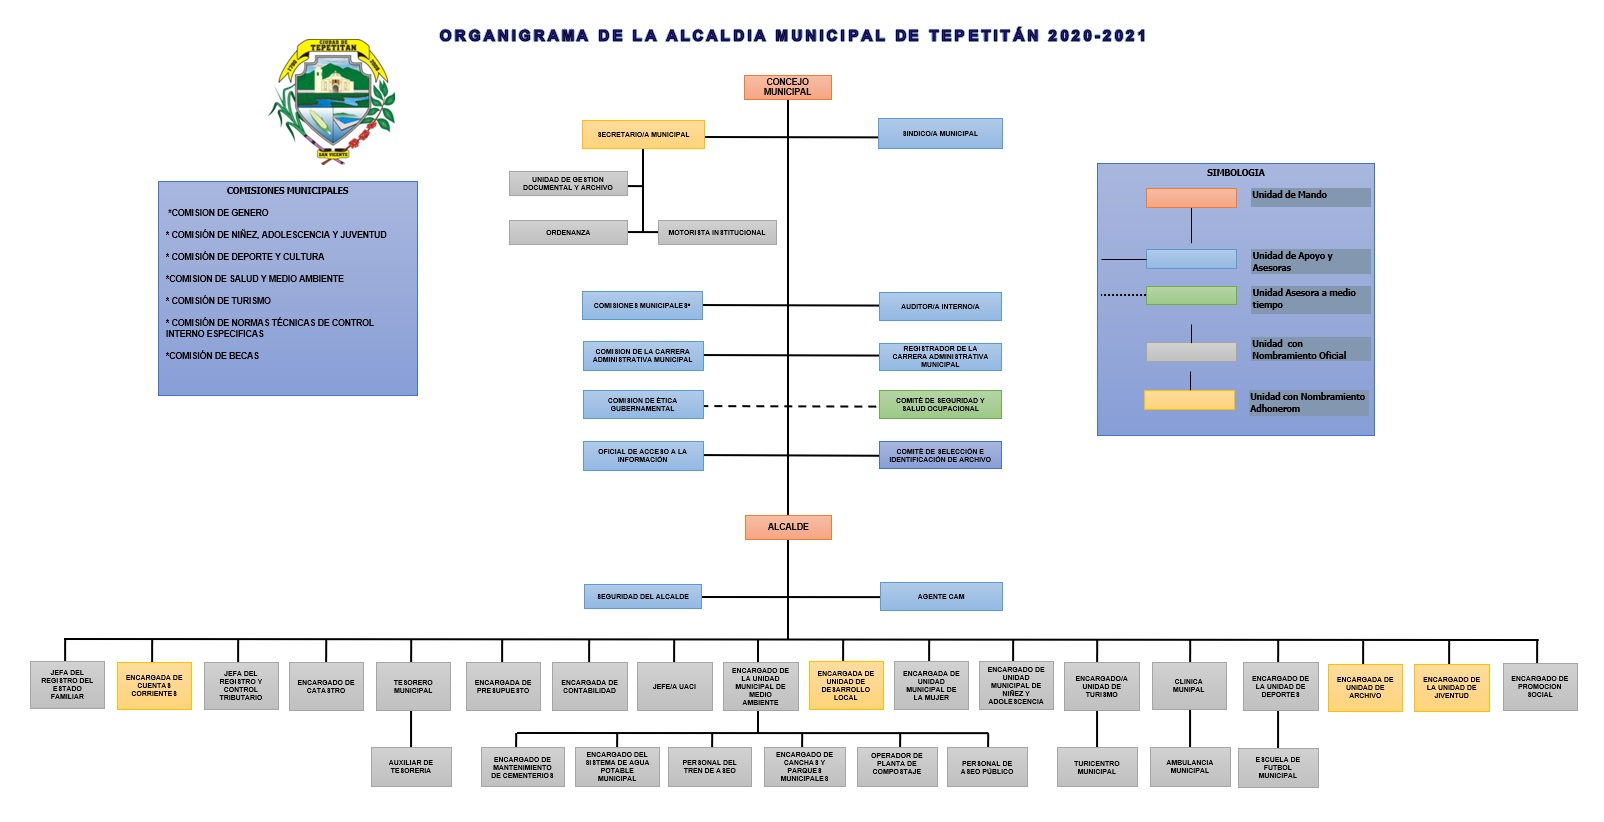 ORGANIGRAMA DE LA ALCALDIA MUNICIPAL DE TEPETITÁN 2020-2021
CIUDAD DE
TEPETITAN
SAN VICENTE
CONCEJO
MUNICIPAL
SECRETARIO/A MUNICIPAL
SINDICO/A MUNICIPAL
UNIDAD DE GESTION
DOCUMENTAL Y ARCHIVO
ORDENANZA
MOTORISTA INSTITUCIONAL
COMISIONES MUNICIPALES
*COMISION DE GENERO
* COMISIÓN DE NIÑEZ, ADOLESCENCIA Y JUVENTUD
* COMISIÓN DE DEPORTE Y CULTURA
*COMISION DE SALUD Y MEDIO AMBIENTE
* COMISIÓN DE TURISMO
* COMISIÓN DE NORMAS TÉCNICAS DE CONTROL
INTERNO ESPECIFICAS
*COMISIÓN DE BECAS
SIMBOLOGIA
Unidad de Mando
Unidad de Apoyo y
Asesoras
Unidad Asesora a medio
tiempo
Unidad con
Nombramiento Oficial
Unidad con Nombramiento
Adhonerom
COMISIONES MUNICIPALES*
AUDITOR/A INTERNO/A
COMISION DE LA CARRERA
ADMINISTRATIVA MUNICIPAL
REGISTRADOR DE LA
CARRERA ADMINISTRATIVA
MUNICIPAL
COMISION DE ÉTICA
GUBERNAMENTAL
COMITÉ DE SEGURIDAD Y
SALUD OCUPACIONAL
OFICIAL DE ACCESO A LA
INFORMACIÓN
COMITÉ DE SELECCIÓN E
IDENTIFICACIÓN DE ARCHIVO
ALCALDE
SEGURIDAD DEL ALCALDE
AGENTE CAM
JEFA DEL
REGISTRO DEL
ESTADO
FAMILIAR
ENCARGADA DE
CUENTAS
CORRIENTES
JEFA DEL
REGISTRO Y
CONTROL
TRIBUTARIO
ENCARGADO DE
CATASTRO
TESORERO
MUNICIPAL
ENCARGADA DE
PRESUPUESTO
ENCARGADA DE
CONTABILIDAD
JEFE/A UACI
ENCARGADO DE
LA UNIDAD
MUNICIPAL DE
MEDIO
AMBIENTE
ENCARGADA DE
UNIDAD DE
DESARROLLO
LOCAL
ENCARGADA DE
UNIDAD
MUNICIPAL DE
LA MUJER
ENCARGADO DE
UNIDAD
MUNICIPAL DE
NIÑEZ Y
ADOLESCENCIA
ENCARGADO/A
UNIDAD DE
TURISMO
CLINICA
MUNIPAL
ENCARGADO DE
LA UNIDAD DE
DEPORTES
ENCARGADA DE
UNIDAD DE
ARCHIVO
ENCARGADO DE
LA UNIDAD DE
JIVENTUD
ENCARGADO DE
PROMOCION
SOCIAL
AUXILIAR DE
TESORERIA
ENCARGADO DE
MANTENIMIENTO
DE CEMENTERIOS
ENCARGADO DEL
SISTEMA DE AGUA
POTABLE
MUNICIPAL
PERSONAL DEL
TREN DE ASEO
ENCARGADO DE
CANCHAS Y
PARQUES
MUNICIPALES
OPERADOR DE
PLANTA DE
COMPOSTAJE
PERSONAL DE
ASEO PÚBLICO
TURICENTRO
MUNICIPAL
AMBULANCIA
MUNICIPAL
ESCUELA DE
FUTBOL
MUNICIPAL